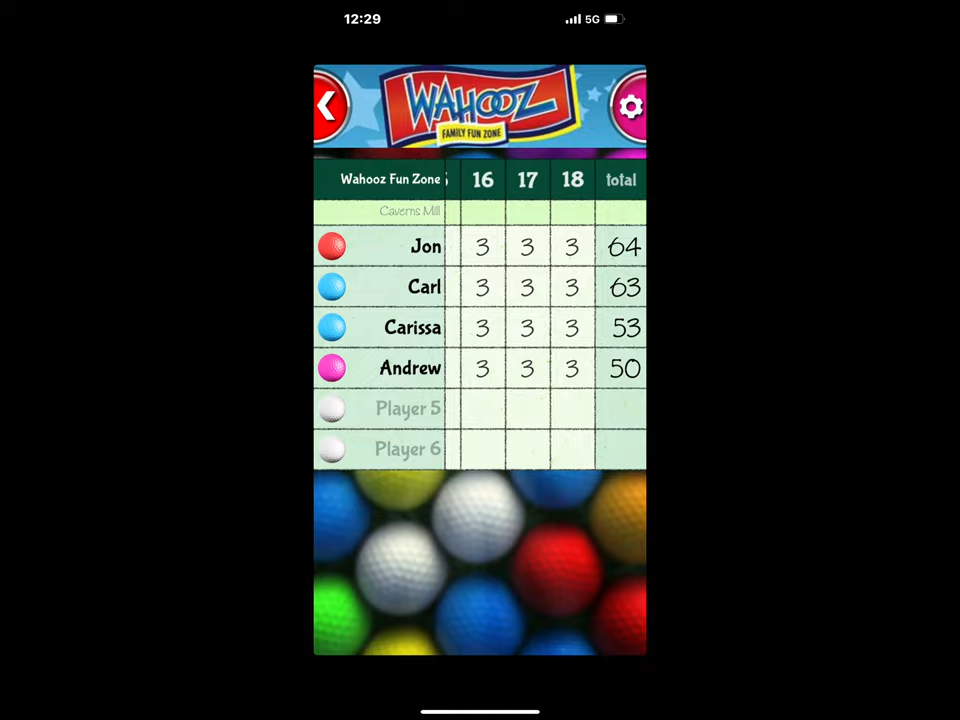 12:29 5G
WAHOOZ
FAMILY FUN ZONE
Wahooz Fun Zone 16 17 18 total
Caverns Mill
Jon 3 3 3 64
Carl 3 3 3 63
Carissa 3 3 3 53
Andrew 3 3 3 50
Player 5
Player 6